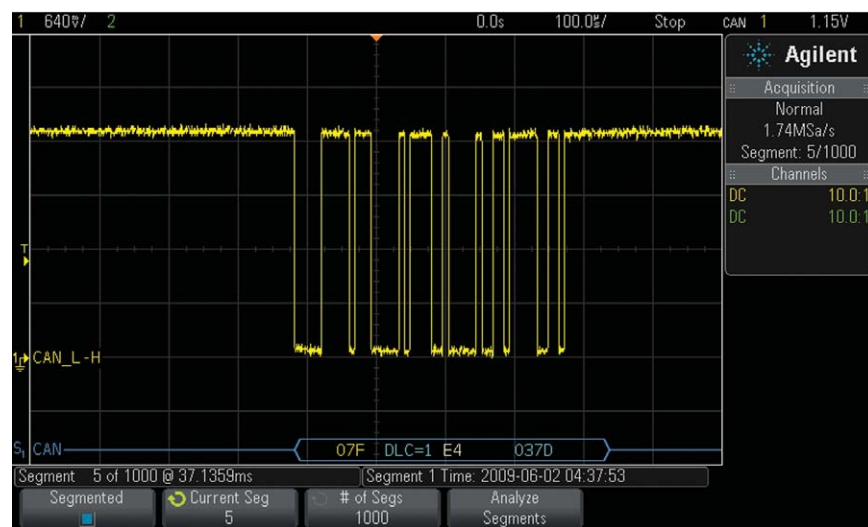 1 640㎷/ 2 0.0s 100.0㎲/ Stop CAN 1 1.15V
Agilent
Acquisition
Normal
1.74MSa/s
Segment: 5/1000
Channels
DC 10.0:1
DC 10.0:1
T
1 CAN_L-H
S1 CAN 07F DLC=1 E4 037D
Segment 5 of 1000 @ 37.1359ms Segment 1 Time: 2009-06-02 04:37:53
Segmented Current Seg # of Segs Analyze
5 1000 Segments